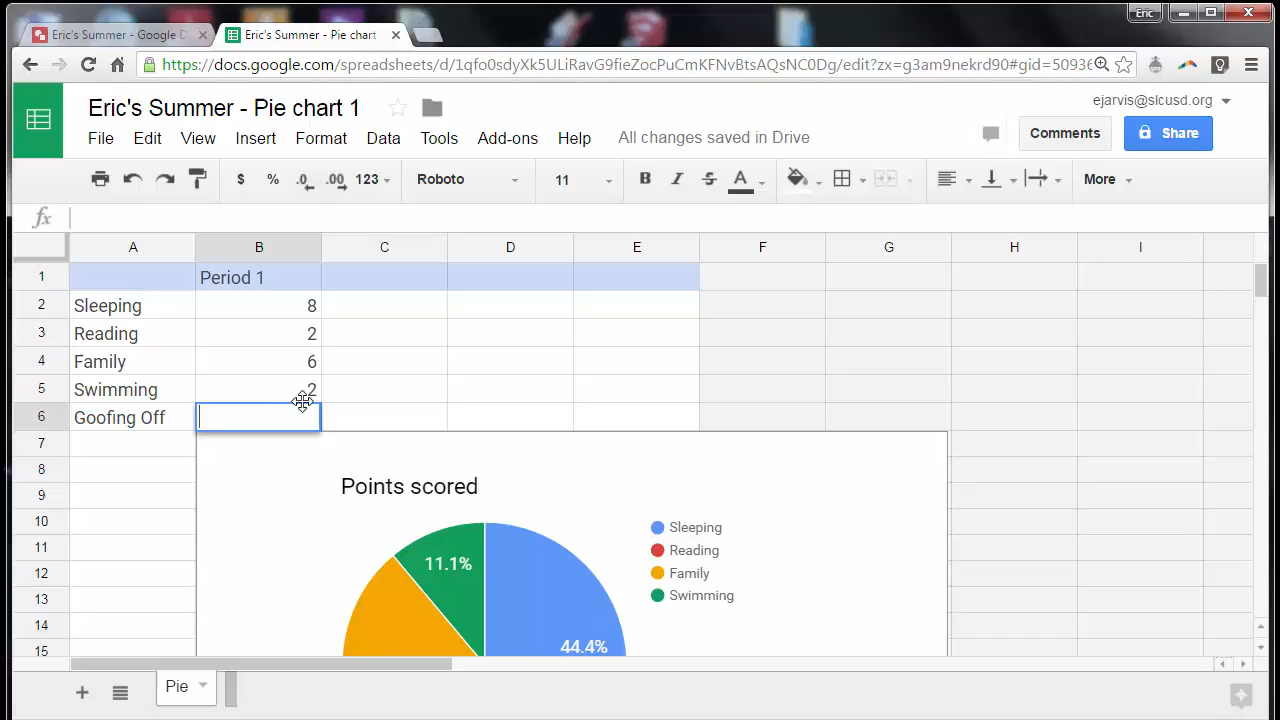 Eric
Eric's Summer - Google D
Eric's Summer - Pie chart
https://docs.google.com/spreadsheets/d/1qfo0sdyXk5ULiRavG9fieZocPuCmKFNvBtsAQsNC0Dg/edit?zx=g3am9nekrd90#gid=50936
Eric's Summer - Pie chart 1
ejarvis@slcusd.org
File Edit View Insert Format Data Tools Add-ons Help All changes saved in Drive
Comments
Share
$ % .0 .00 123 Roboto 11 B I S A More
fx
A B C D E F G H I
1 Period 1
2 Sleeping 8
3 Reading 2
4 Family 6
5 Swimming 2
6 Goofing Off
7
8
9
10
11
12
13
14
15
Points scored
Sleeping
Reading
Family
Swimming
11.1%
44.4%
Pie